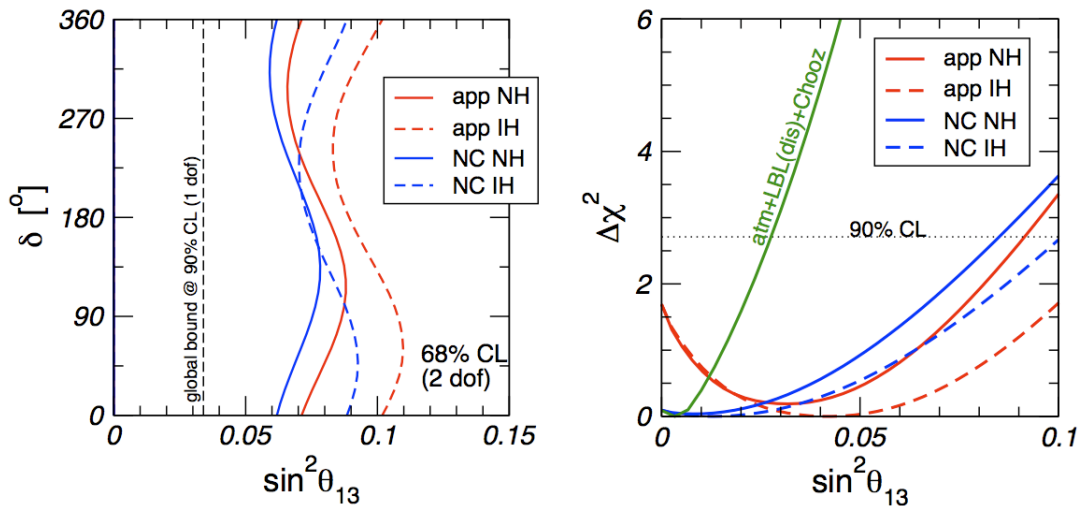 360
270
180
90
0
δ [°]
0
0.05
0.1
0.15
sin²θ₁₃
global bound @ 90% CL (1 dof)
app NH
app IH
NC NH
NC IH
68% CL
(2 dof)
6
4
2
0
Δχ²
0
0.05
0.1
sin²θ₁₃
atm+LBL(dis)+Chooz
app NH
app IH
NC NH
NC IH
90% CL